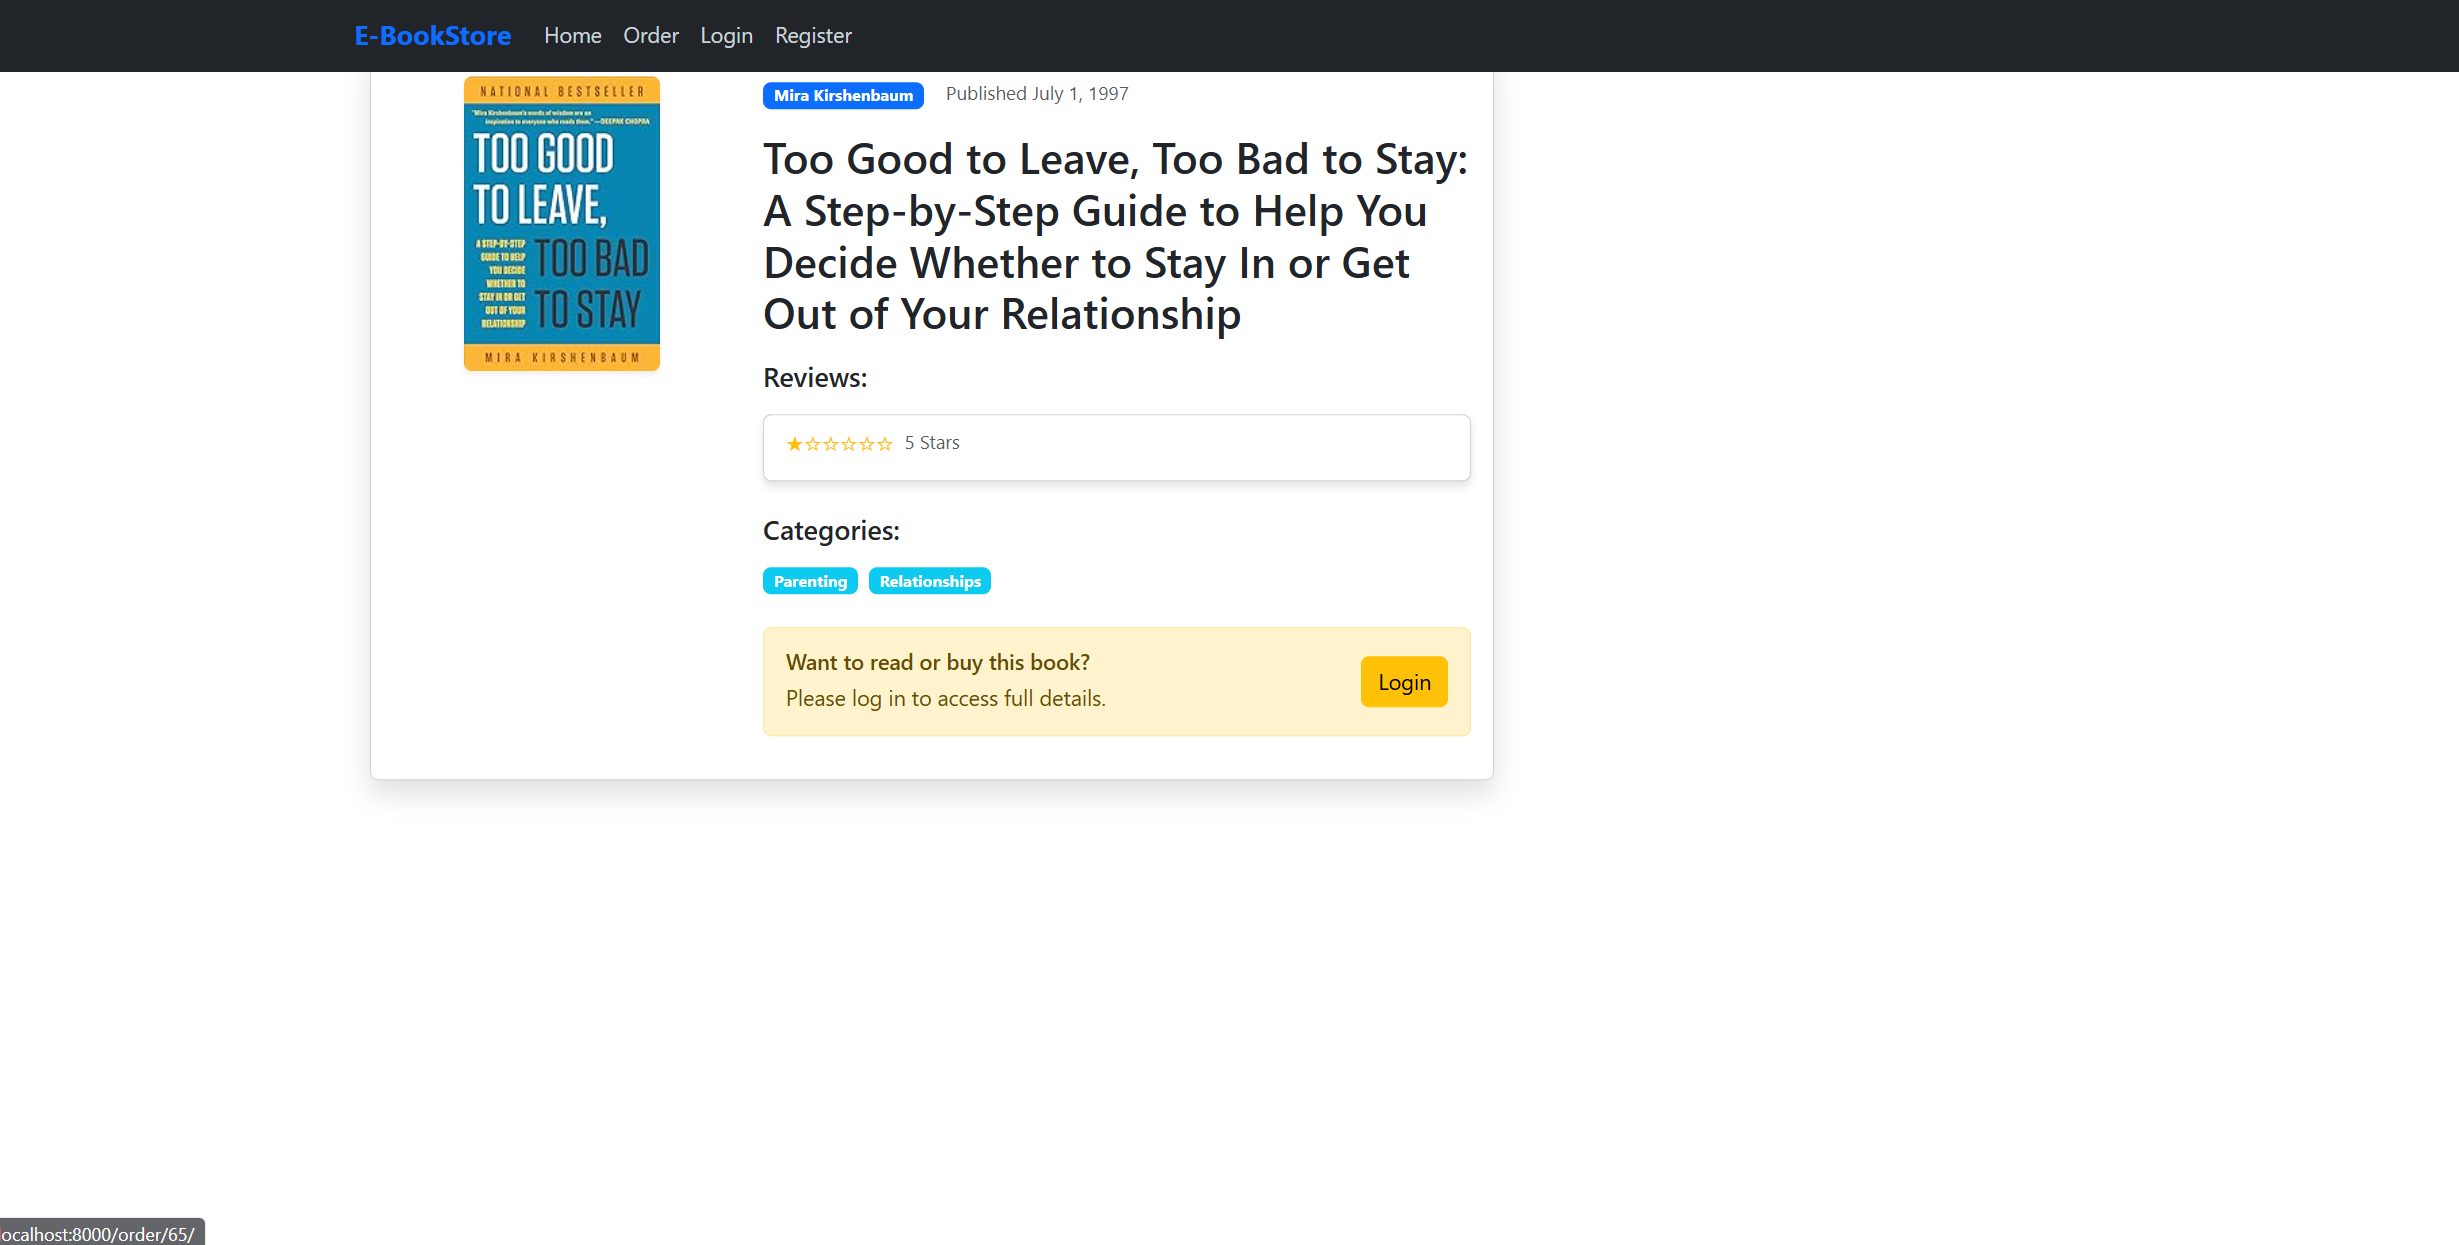 E-BookStore Home Order Login Register
NATIONAL BESTSELLER
"Mira Kirshenbaum's words of wisdom are an
inspiration to everyone who reads them." —DEEPAK CHOPRA
TOO GOOD
TO LEAVE,
A STEP-BY-STEP
GUIDE TO HELP
YOU DECIDE
WHETHER TO
STAY IN OR GET
OUT OF YOUR
RELATIONSHIP
TOO BAD
TO STAY
MIRA KIRSHENBAUM
Mira Kirshenbaum Published July 1, 1997
Too Good to Leave, Too Bad to Stay:
A Step-by-Step Guide to Help You
Decide Whether to Stay In or Get
Out of Your Relationship
Reviews:
★☆☆☆☆☆ 5 Stars
Categories:
Parenting Relationships
Want to read or buy this book?
Please log in to access full details.
Login
ocalhost:8000/order/65/